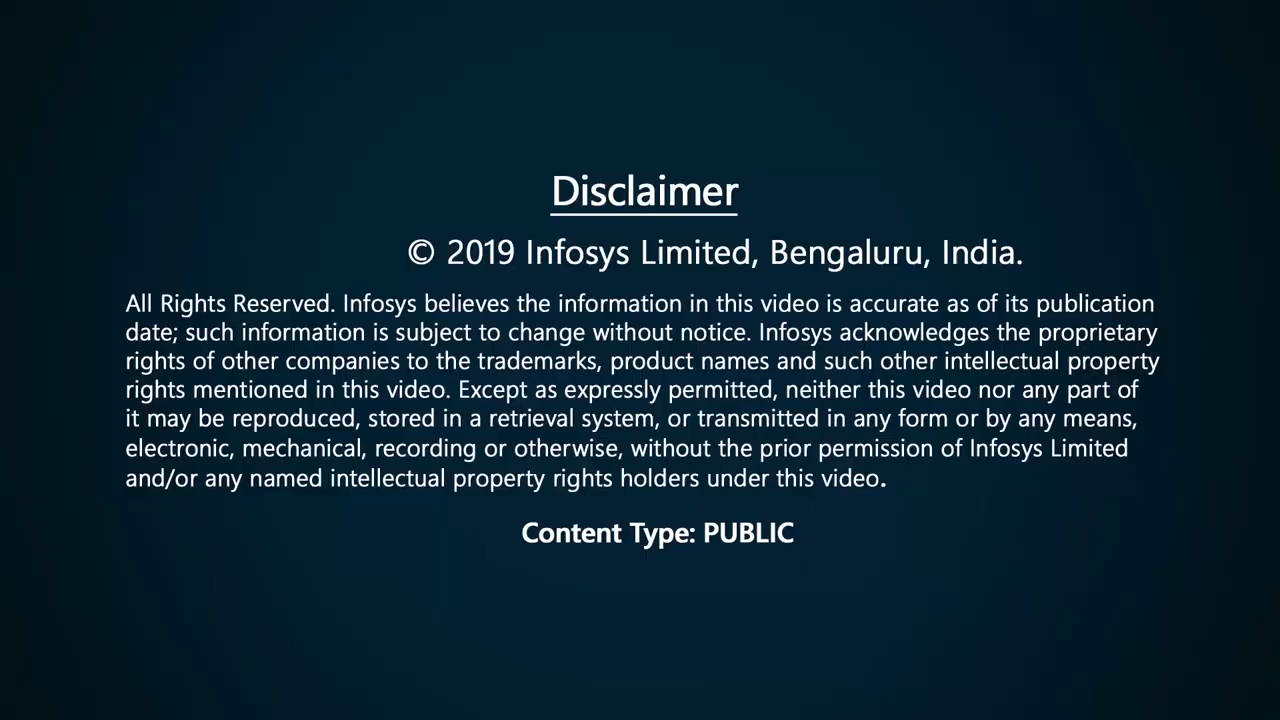 Disclaimer
© 2019 Infosys Limited, Bengaluru, India.
All Rights Reserved. Infosys believes the information in this video is accurate as of its publication
date; such information is subject to change without notice. Infosys acknowledges the proprietary
rights of other companies to the trademarks, product names and such other intellectual property
rights mentioned in this video. Except as expressly permitted, neither this video nor any part of
it may be reproduced, stored in a retrieval system, or transmitted in any form or by any means,
electronic, mechanical, recording or otherwise, without the prior permission of Infosys Limited
and/or any named intellectual property rights holders under this video.
Content Type: PUBLIC